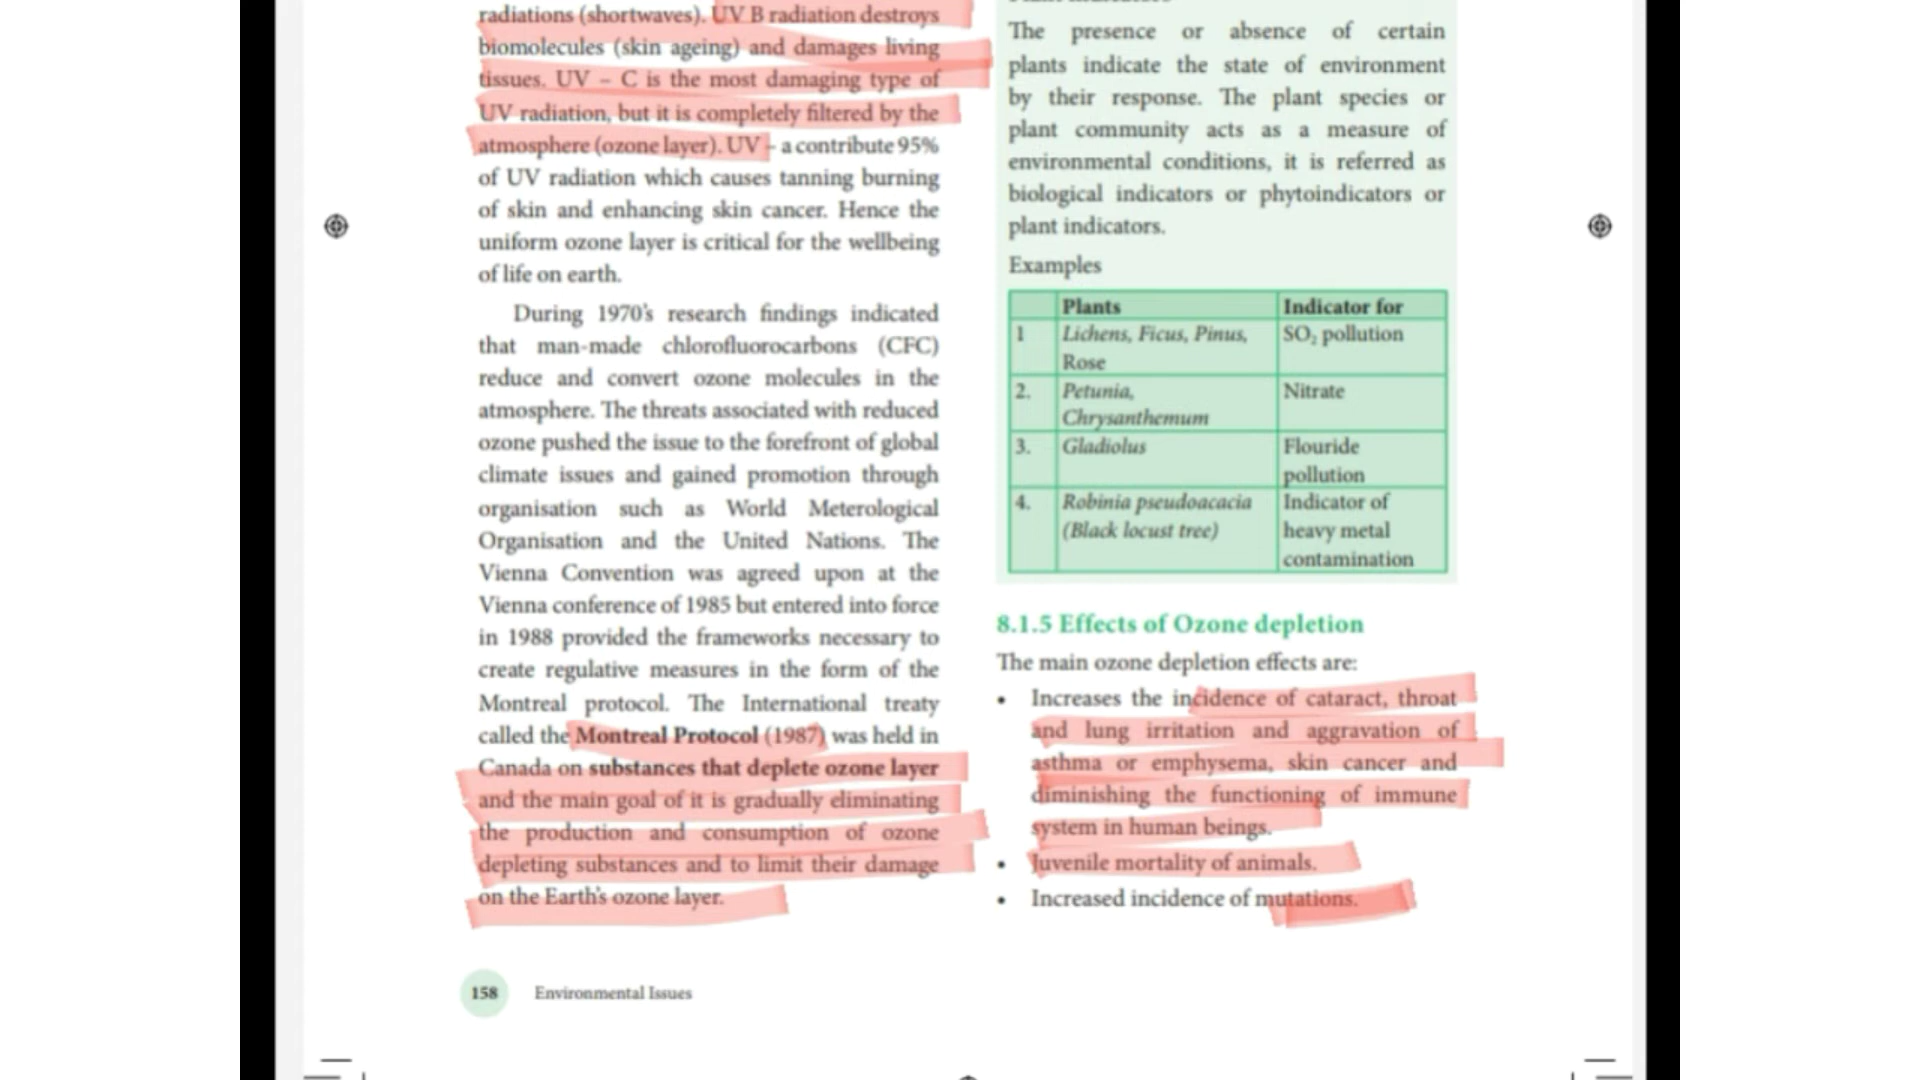 radiations (shortwaves). UV B radiation destroys
biomolecules (skin ageing) and damages living
tissues. UV – C is the most damaging type of
UV radiation, but it is completely filtered by the
atmosphere (ozone layer). UV – a contribute 95%
of UV radiation which causes tanning burning
of skin and enhancing skin cancer. Hence the
uniform ozone layer is critical for the wellbeing
of life on earth.
During 1970's research findings indicated
that man-made chlorofluorocarbons (CFC)
reduce and convert ozone molecules in the
atmosphere. The threats associated with reduced
ozone pushed the issue to the forefront of global
climate issues and gained promotion through
organisation such as World Meterological
Organisation and the United Nations. The
Vienna Convention was agreed upon at the
Vienna conference of 1985 but entered into force
in 1988 provided the frameworks necessary to
create regulative measures in the form of the
Montreal protocol. The International treaty
called the Montreal Protocol (1987) was held in
Canada on substances that deplete ozone layer
and the main goal of it is gradually eliminating
the production and consumption of ozone
depleting substances and to limit their damage
on the Earth's ozone layer.
The presence or absence of certain
plants indicate the state of environment
by their response. The plant species or
plant community acts as a measure of
environmental conditions, it is referred as
biological indicators or phytoindicators or
plant indicators.
Examples
Plants Indicator for
1 Lichens, Ficus, Pinus, SO₂ pollution
Rose
2. Petunia, Nitrate
Chrysanthemum
3. Gladiolus Flouride
pollution
4. Robinia pseudoacacia Indicator of
(Black locust tree) heavy metal
contamination
8.1.5 Effects of Ozone depletion
The main ozone depletion effects are:
• Increases the incidence of cataract, throat
and lung irritation and aggravation of
asthma or emphysema, skin cancer and
diminishing the functioning of immune
system in human beings.
• Juvenile mortality of animals.
• Increased incidence of mutations.
158 Environmental Issues